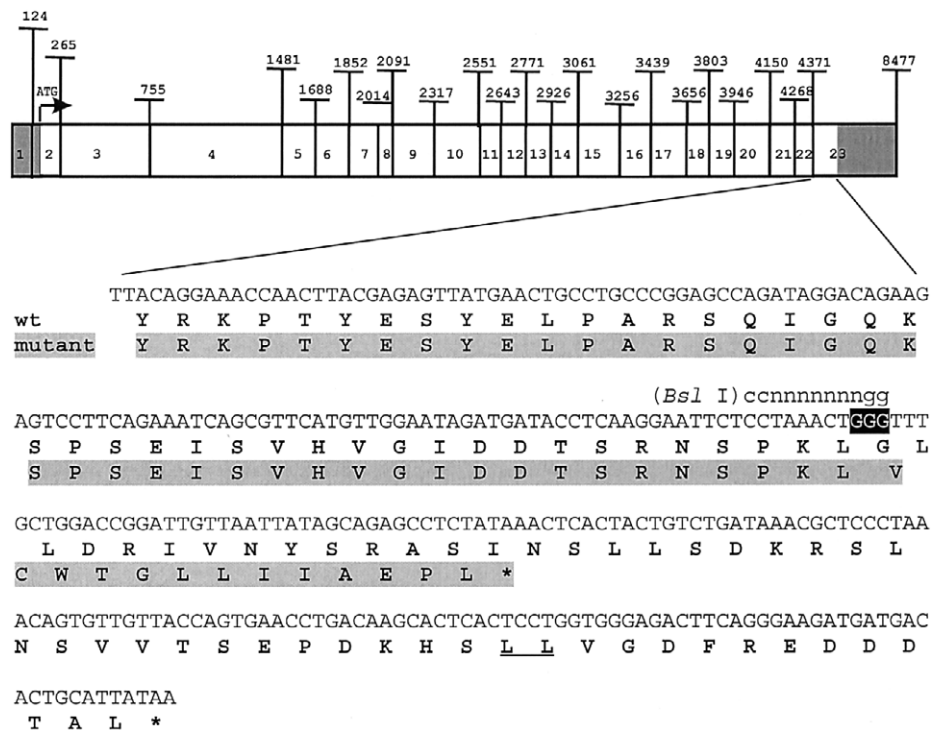 124
265
1481
1852
2091
2551
2771
3061
3439
3803
4150
4371
8477
ATG
755
1688
2014
2317
2643
2926
3256
3656
3946
4268
1 2 3 4 5 6 7 8 9 10 11 12 13 14 15 16 17 18 19 20 21 22 23
TTACAGGAAACCAACTTACGAGAGTTATGAACTGCCTGCCCGGAGCCAGATAGGACAGAAG
wt Y R K P T Y E S Y E L P A R S Q I G Q K
mutant Y R K P T Y E S Y E L P A R S Q I G Q K
(Bsl I)ccnnnnnnngg
AGTCCTTCAGAAATCAGCGTTCATGTTGGAATAGATGATACCTCAAGGAATTCTCCTAAACTGGGTTT
S P S E I S V H V G I D D T S R N S P K L G L
S P S E I S V H V G I D D T S R N S P K L V
GCTGGACCGGATTGTTAATTATAGCAGAGCCTCTATAAACTCACTACTGTCTGATAAACGCTCCCTAA
L D R I V N Y S R A S I N S L L S D K R S L
C W T G L L I I A E P L *
ACAGTGTTGTTACCAGTGAACCTGACAAGCACTCACTCCTGGTGGGAGACTTCAGGGAAGATGATGAC
N S V V T S E P D K H S L L V G D F R E D D D
ACTGCATTATAA
T A L *